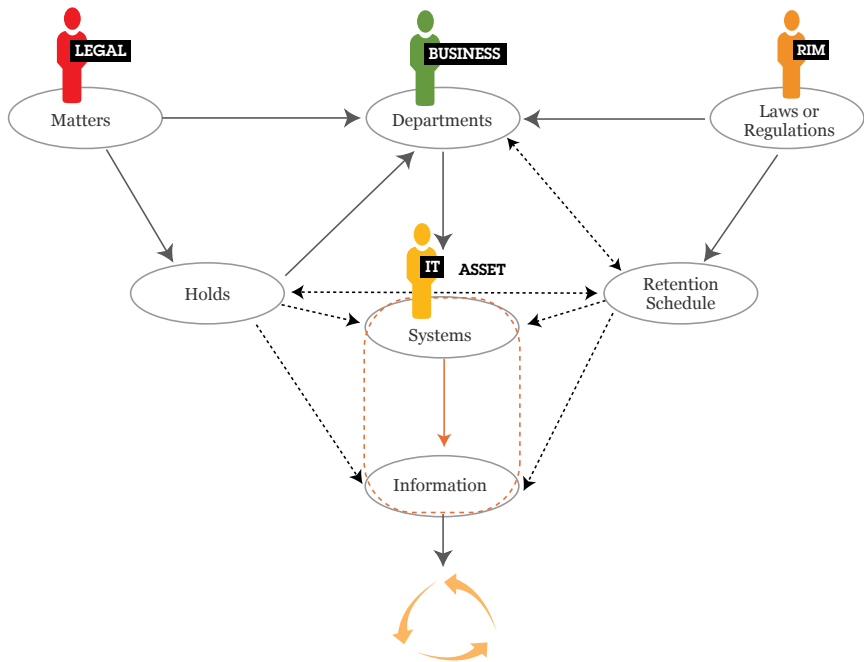 LEGAL
BUSINESS
RIM
Matters
Departments
Laws or
Regulations
IT
ASSET
Holds
Retention
Schedule
Systems
Information